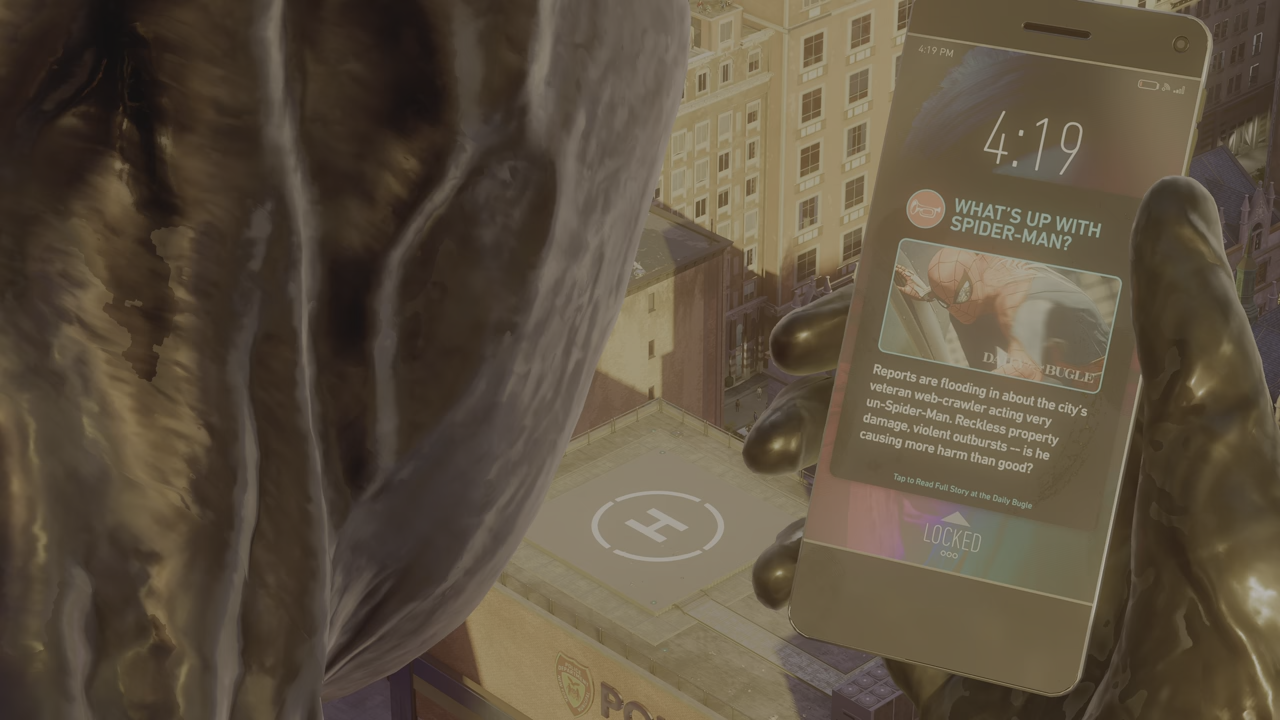 4:19 PM
4:19
WHAT'S UP WITH
SPIDER-MAN?
BUGLE
Reports are flooding in about the city's
veteran web-crawler acting very
un-Spider-Man. Reckless property
damage, violent outbursts -- is he
causing more harm than good?
Tap to Read Full Story at the Daily Bugle
LOCKED
H